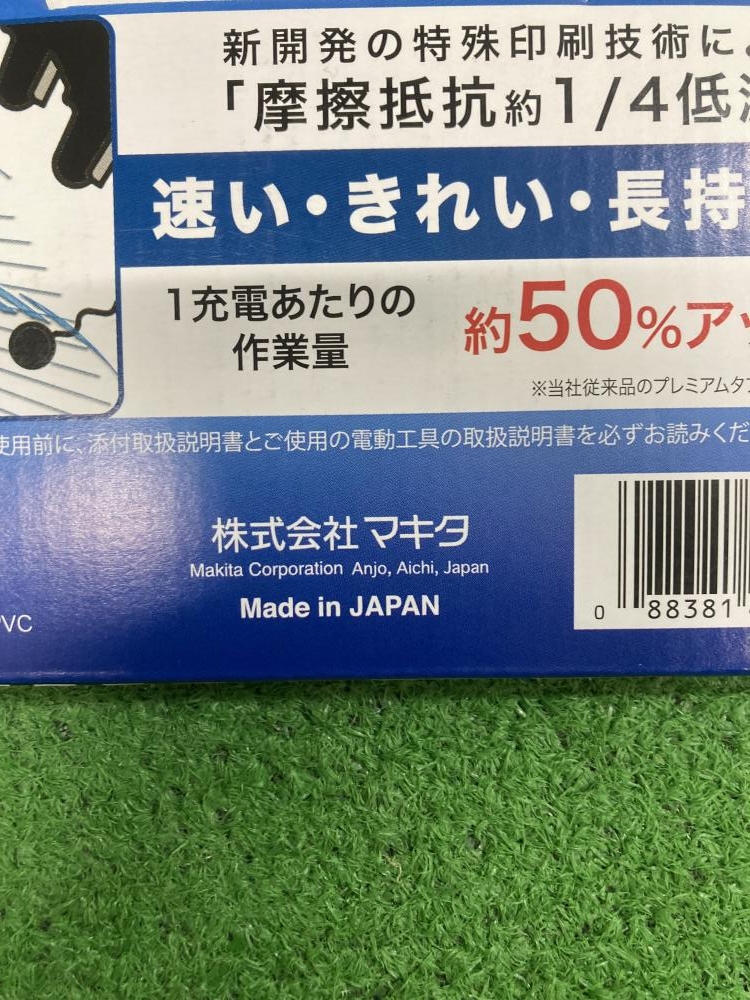 新開発の特殊印刷技術に
「摩擦抵抗約1/4低減
速い・きれい・長持
1充電あたりの
作業量
約50%アッ
※当社従来品のプレミアムタ
使用前に、添付取扱説明書とご使用の電動工具の取扱説明書を必ずお読みくだ
株式会社マキタ
Makita Corporation Anjo, Aichi, Japan
Made in JAPAN
PVC
0 88381